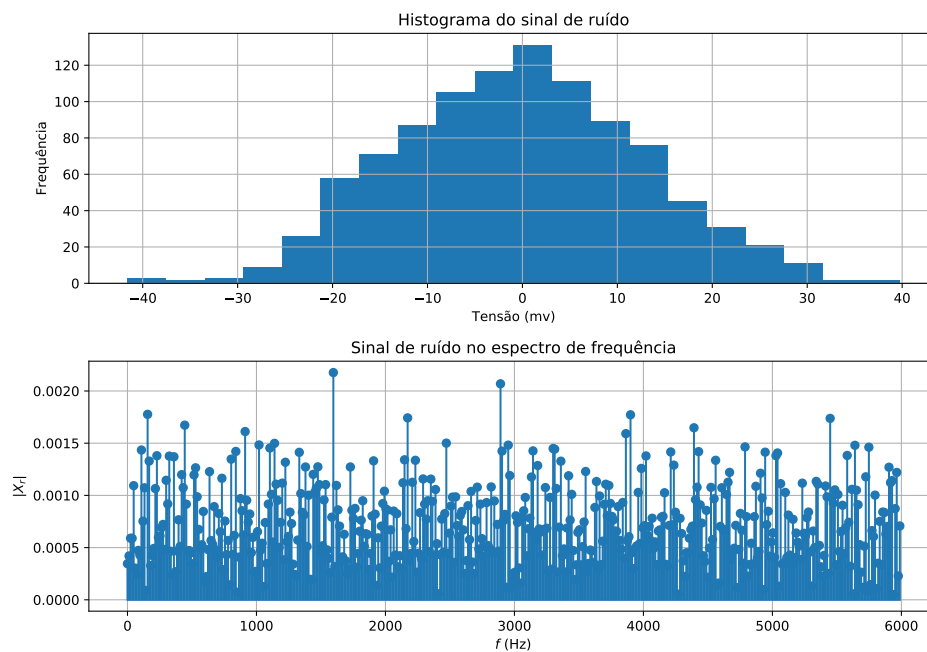 Histograma do sinal de ruído
120
100
80
60
40
20
0
Frequência
−40 −30 −20 −10 0 10 20 30 40
Tensão (mv)
Sinal de ruído no espectro de frequência
0.0020
0.0015
0.0010
0.0005
0.0000
|Xr|
0 1000 2000 3000 4000 5000 6000
f (Hz)